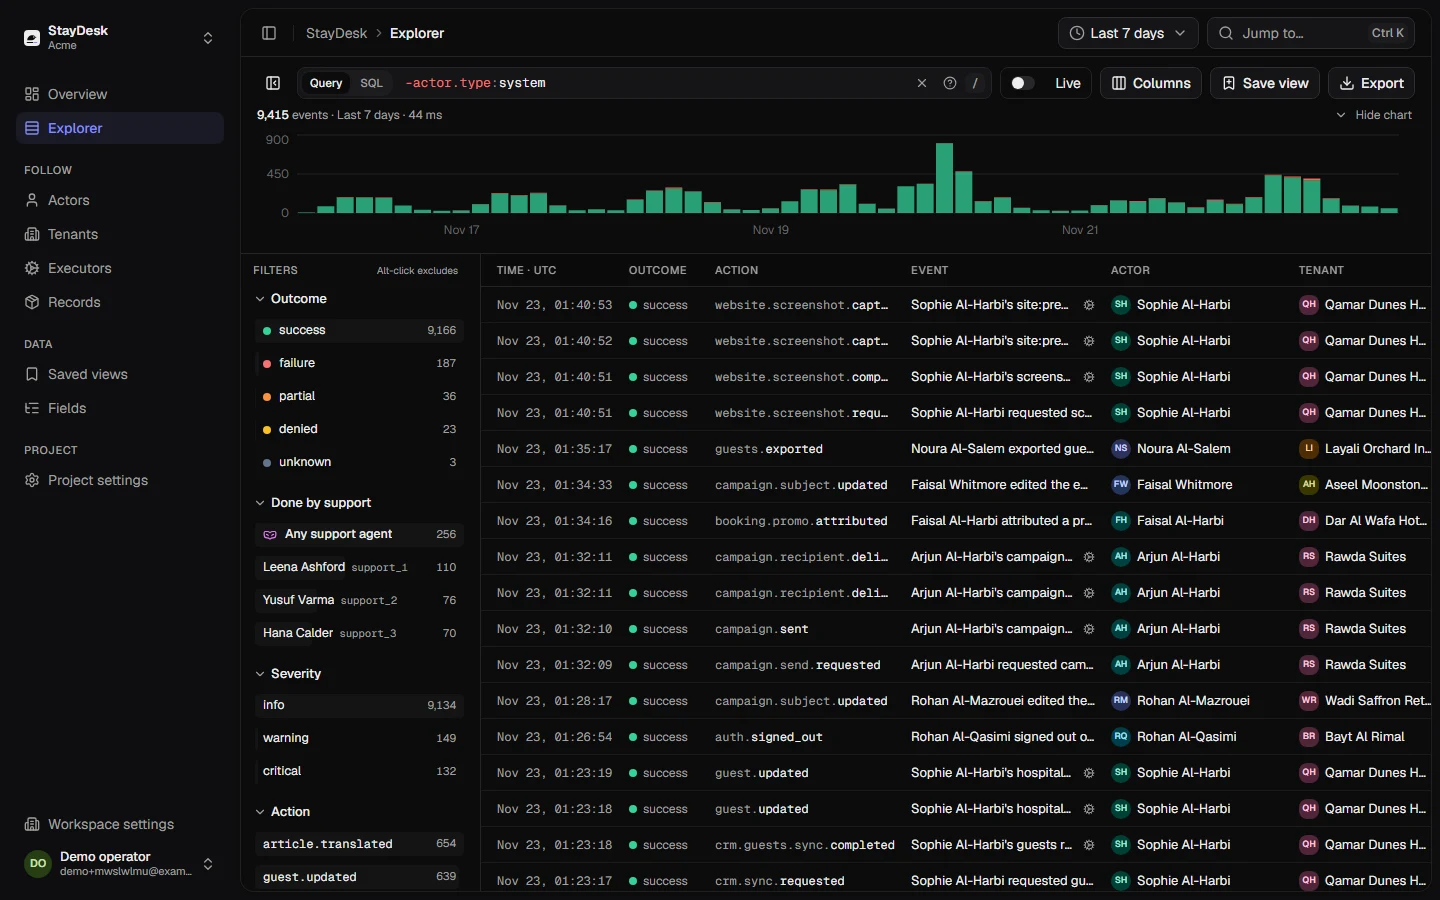 StayDesk
Acme
Overview
Explorer
FOLLOW
Actors
Tenants
Executors
Records
DATA
Saved views
Fields
PROJECT
Project settings
Workspace settings
DO
Demo operator
demo+mwslwlmu@exam...
StayDesk > Explorer
Last 7 days
Jump to... Ctrl K
Query SQL -actor.type:system /
Live
Columns
Save view
Export
9,415 events · Last 7 days · 44 ms
Hide chart
900
450
0
Nov 17 Nov 19 Nov 21
FILTERS Alt-click excludes
Outcome
success 9,166
failure 187
partial 36
denied 23
unknown 3
Done by support
Any support agent 256
Leena Ashford support_1 110
Yusuf Varma support_2 76
Hana Calder support_3 70
Severity
info 9,134
warning 149
critical 132
Action
article.translated 654
guest.updated 639
TIME · UTC OUTCOME ACTION EVENT ACTOR TENANT
Nov 23, 01:40:53 success website.screenshot.capt... Sophie Al-Harbi's site:pre... SH Sophie Al-Harbi QH Qamar Dunes H...
Nov 23, 01:40:52 success website.screenshot.capt... Sophie Al-Harbi's site:pre... SH Sophie Al-Harbi QH Qamar Dunes H...
Nov 23, 01:40:51 success website.screenshot.comp... Sophie Al-Harbi's screens... SH Sophie Al-Harbi QH Qamar Dunes H...
Nov 23, 01:40:51 success website.screenshot.requ... Sophie Al-Harbi requested sc... SH Sophie Al-Harbi QH Qamar Dunes H...
Nov 23, 01:35:17 success guests.exported Noura Al-Salem exported gue... NS Noura Al-Salem LI Layali Orchard In...
Nov 23, 01:34:33 success campaign.subject.updated Faisal Whitmore edited the e... FW Faisal Whitmore AH Aseel Moonston...
Nov 23, 01:34:16 success booking.promo.attributed Faisal Al-Harbi attributed a pr... FH Faisal Al-Harbi DH Dar Al Wafa Hot...
Nov 23, 01:32:11 success campaign.recipient.deli... Arjun Al-Harbi's campaign... AH Arjun Al-Harbi RS Rawda Suites
Nov 23, 01:32:11 success campaign.recipient.deli... Arjun Al-Harbi's campaign... AH Arjun Al-Harbi RS Rawda Suites
Nov 23, 01:32:10 success campaign.sent Arjun Al-Harbi's campaign... AH Arjun Al-Harbi RS Rawda Suites
Nov 23, 01:32:09 success campaign.send.requested Arjun Al-Harbi requested cam... AH Arjun Al-Harbi RS Rawda Suites
Nov 23, 01:28:17 success campaign.subject.updated Rohan Al-Mazrouei edited the... RM Rohan Al-Mazrouei WR Wadi Saffron Ret...
Nov 23, 01:26:54 success auth.signed_out Rohan Al-Qasimi signed out o... RQ Rohan Al-Qasimi BR Bayt Al Rimal
Nov 23, 01:23:19 success guest.updated Sophie Al-Harbi's hospital... SH Sophie Al-Harbi QH Qamar Dunes H...
Nov 23, 01:23:18 success guest.updated Sophie Al-Harbi's hospital... SH Sophie Al-Harbi QH Qamar Dunes H...
Nov 23, 01:23:18 success crm.guests.sync.completed Sophie Al-Harbi's guests r... SH Sophie Al-Harbi QH Qamar Dunes H...
Nov 23, 01:23:17 success crm.sync.requested Sophie Al-Harbi requested gu... SH Sophie Al-Harbi QH Qamar Dunes H...